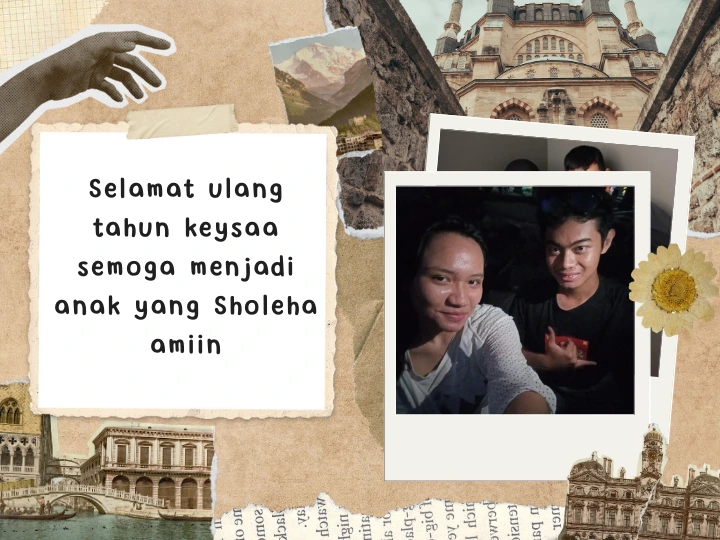 Selamat ulang
tahun keysaa
semoga menjadi
anak yang Sholeha
amiin